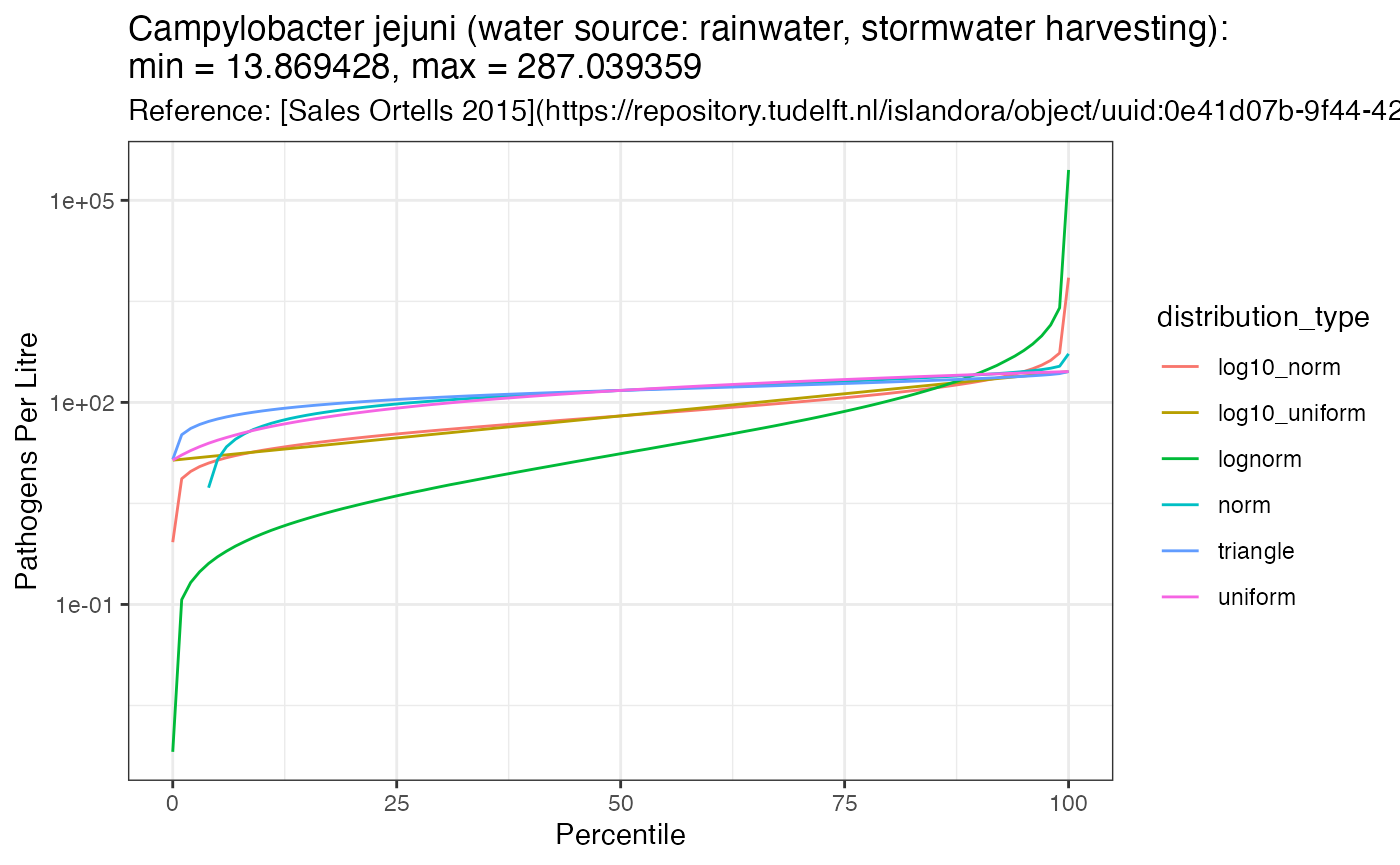 Campylobacter jejuni (water source: rainwater, stormwater harvesting):
min = 13.869428, max = 287.039359
Reference: [Sales Ortells 2015](https://repository.tudelft.nl/islandora/object/uuid:0e41d07b-9f44-42
Pathogens Per Litre
1e+05
1e+02
1e-01
0
25
50
75
100
Percentile
distribution_type
log10_norm
log10_uniform
lognorm
norm
triangle
uniform